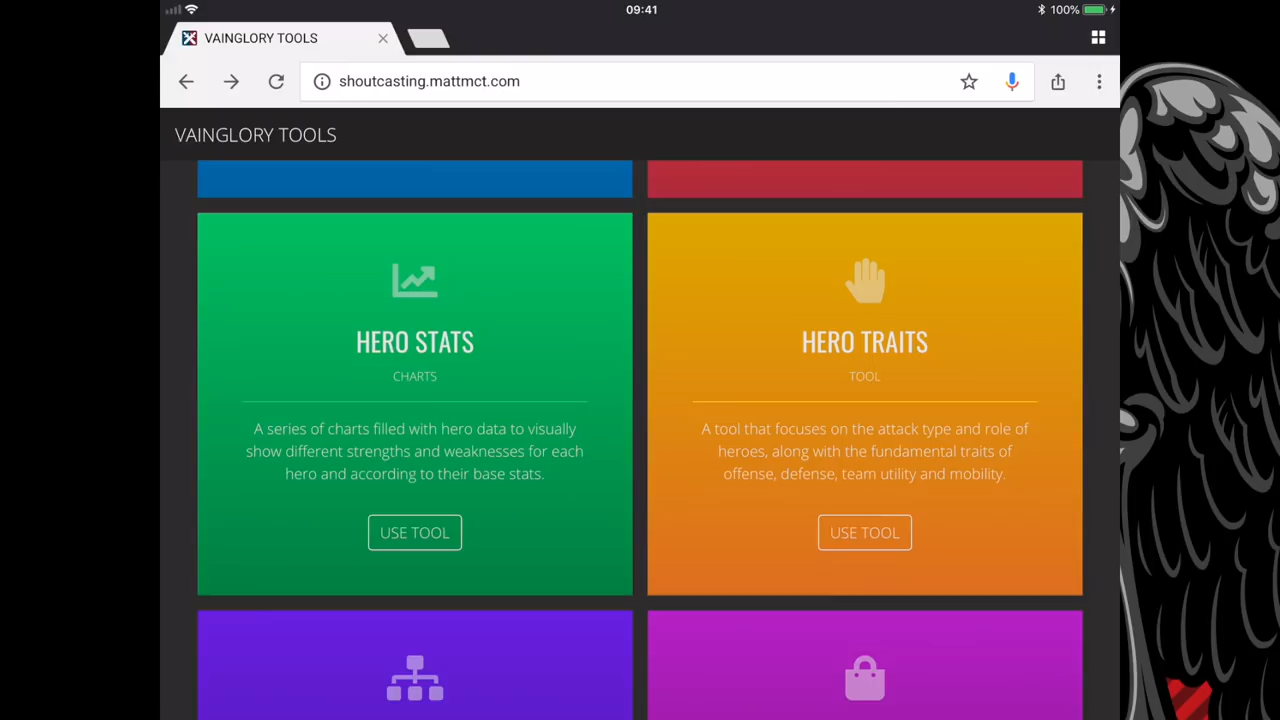 09:41
100%
VAINGLORY TOOLS
shoutcasting.mattmct.com
VAINGLORY TOOLS
HERO STATS
CHARTS
A series of charts filled with hero data to visually
show different strengths and weaknesses for each
hero and according to their base stats.
USE TOOL
HERO TRAITS
TOOL
A tool that focuses on the attack type and role of
heroes, along with the fundamental traits of
offense, defense, team utility and mobility.
USE TOOL